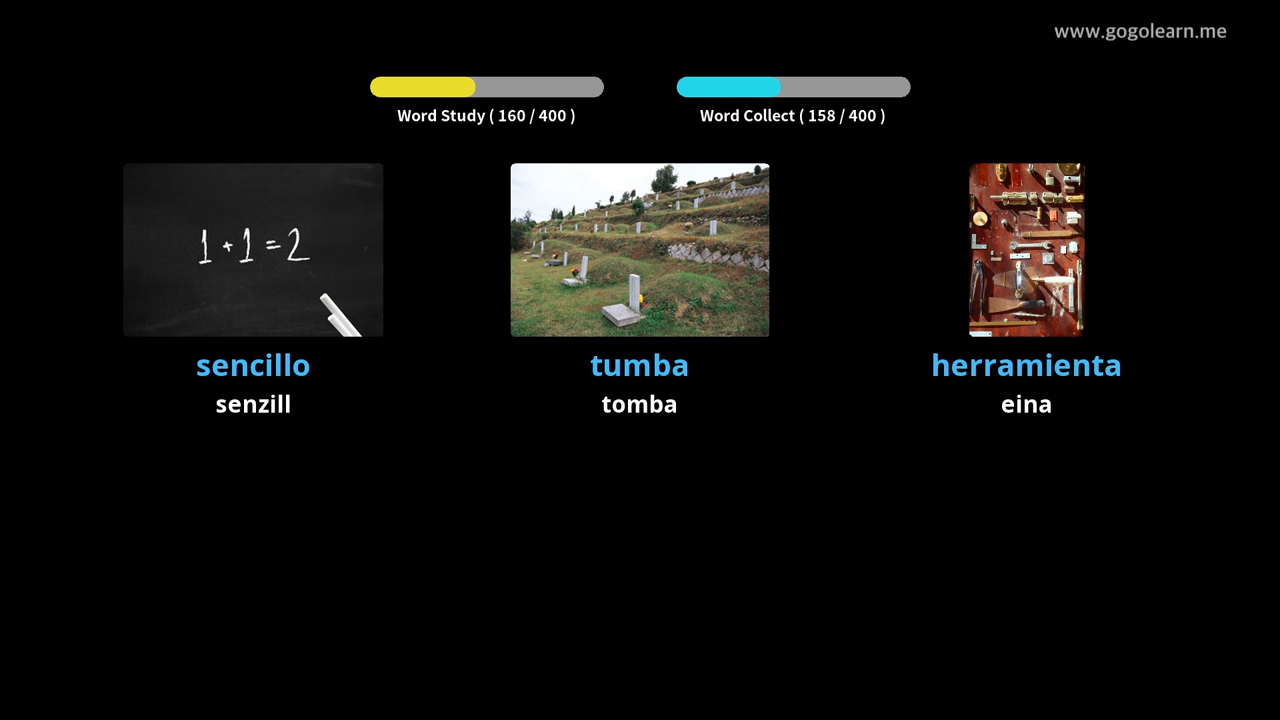 www.gogolearn.me
Word Study ( 160 / 400 )
Word Collect ( 158 / 400 )
1 + 1 = 2
sencillo
tumba
herramienta
senzill
tomba
eina